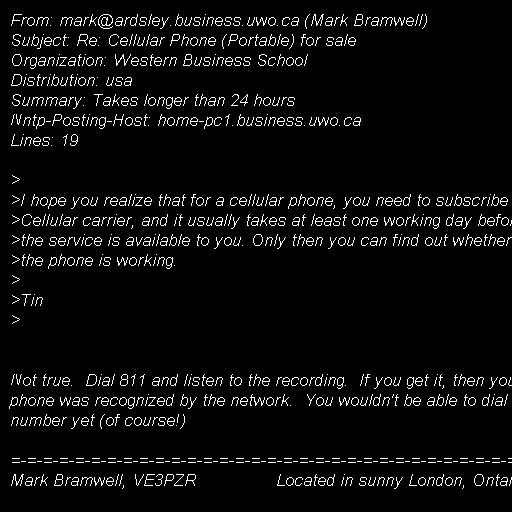 From: mark@ardsley.business.uwo.ca (Mark Bramwell)
Subject: Re: Cellular Phone (Portable) for sale
Organization: Western Business School
Distribution: usa
Summary: Takes longer than 24 hours
Nntp-Posting-Host: home-pc1.business.uwo.ca
Lines: 19

>
>I hope you realize that for a cellular phone, you need to subscribe
>Cellular carrier, and it usually takes at least one working day befor
>the service is available to you. Only then you can find out whether
>the phone is working.
>
>Tin
>

Not true.  Dial 811 and listen to the recording.  If you get it, then you
phone was recognized by the network.  You wouldn't be able to dial
number yet (of course!)

=-=-=-=-=-=-=-=-=-=-=-=-=-=-=-=-=-=-=-=-=-=-=-=-=-=-=-=-=-=-=-=
Mark Bramwell, VE3PZR                Located in sunny London, Ontar